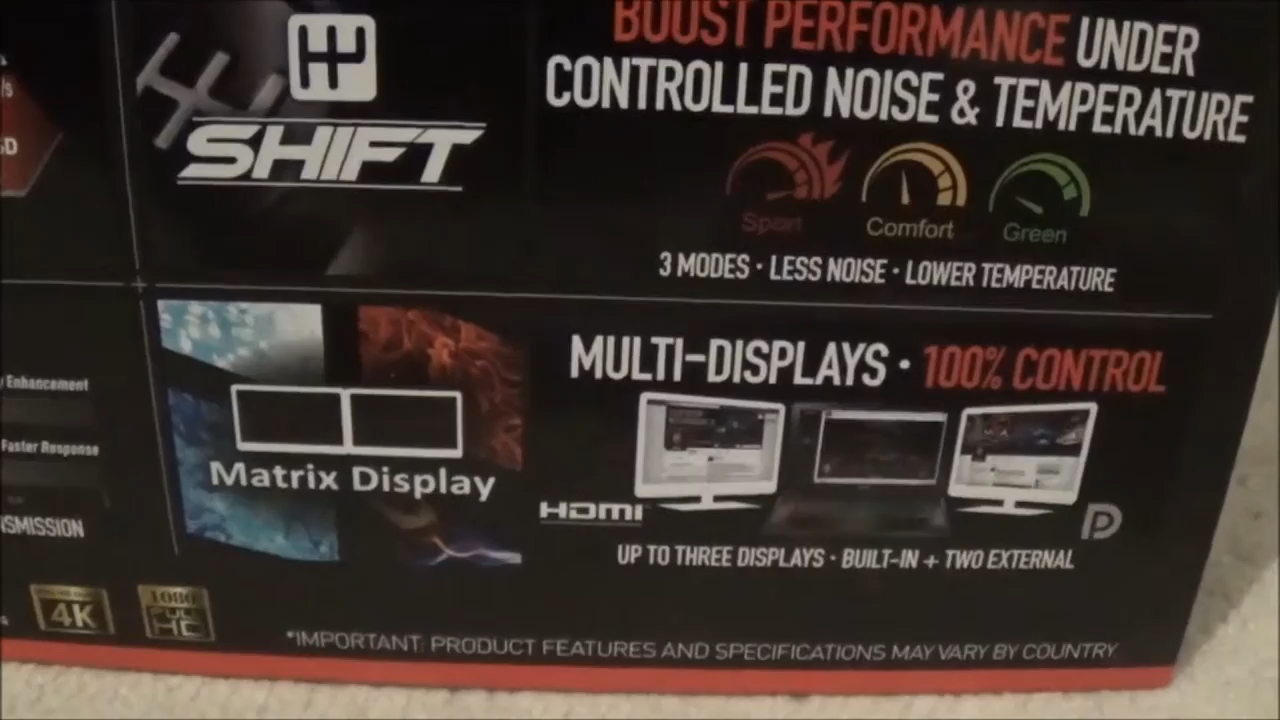 BOOST PERFORMANCE UNDER
CONTROLLED NOISE & TEMPERATURE
SHIFT
Sport
Comfort
Green
3 MODES · LESS NOISE · LOWER TEMPERATURE
Enhancement
Faster Response
MULTI-DISPLAYS · 100% CONTROL
Matrix Display
HDMI
UP TO THREE DISPLAYS · BUILT-IN + TWO EXTERNAL
4K
1080
FULL
HD
*IMPORTANT: PRODUCT FEATURES AND SPECIFICATIONS MAY VARY BY COUNTRY